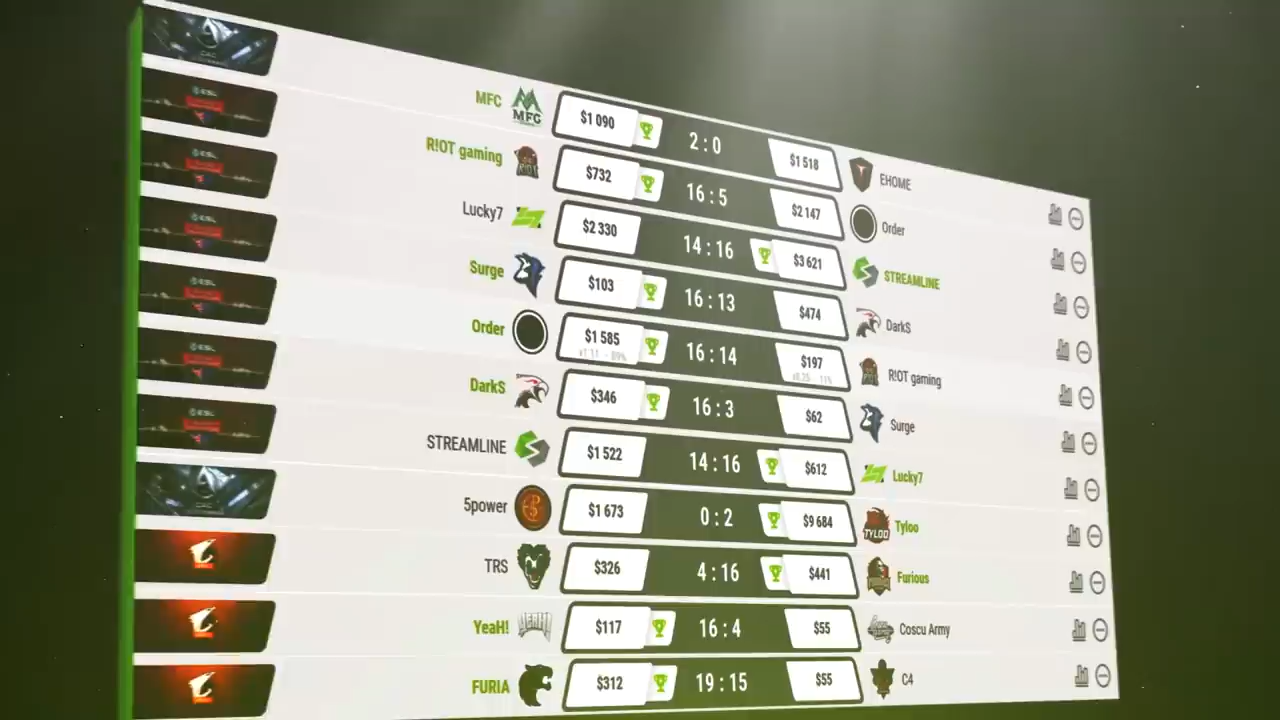 MFC MFG $1 090 2 : 0 $1 518 EHOME
R!OT gaming RIOT $732 16 : 5 $2 147 Order
Lucky7 $2 330 14 : 16 $3 621 STREAMLINE
Surge $103 16 : 13 $474 DarkS
Order $1 585 16 : 14 $197 R!OT gaming
DarkS $346 16 : 3 $62 Surge
STREAMLINE $1 522 14 : 16 $612 Lucky7
5power $1 673 0 : 2 $9 684 TYLOO Tyloo
TRS $326 4 : 16 $441 Furious
YeaH! YEAH! $117 16 : 4 $55 Coscu Army
FURIA $312 19 : 15 $55 C4